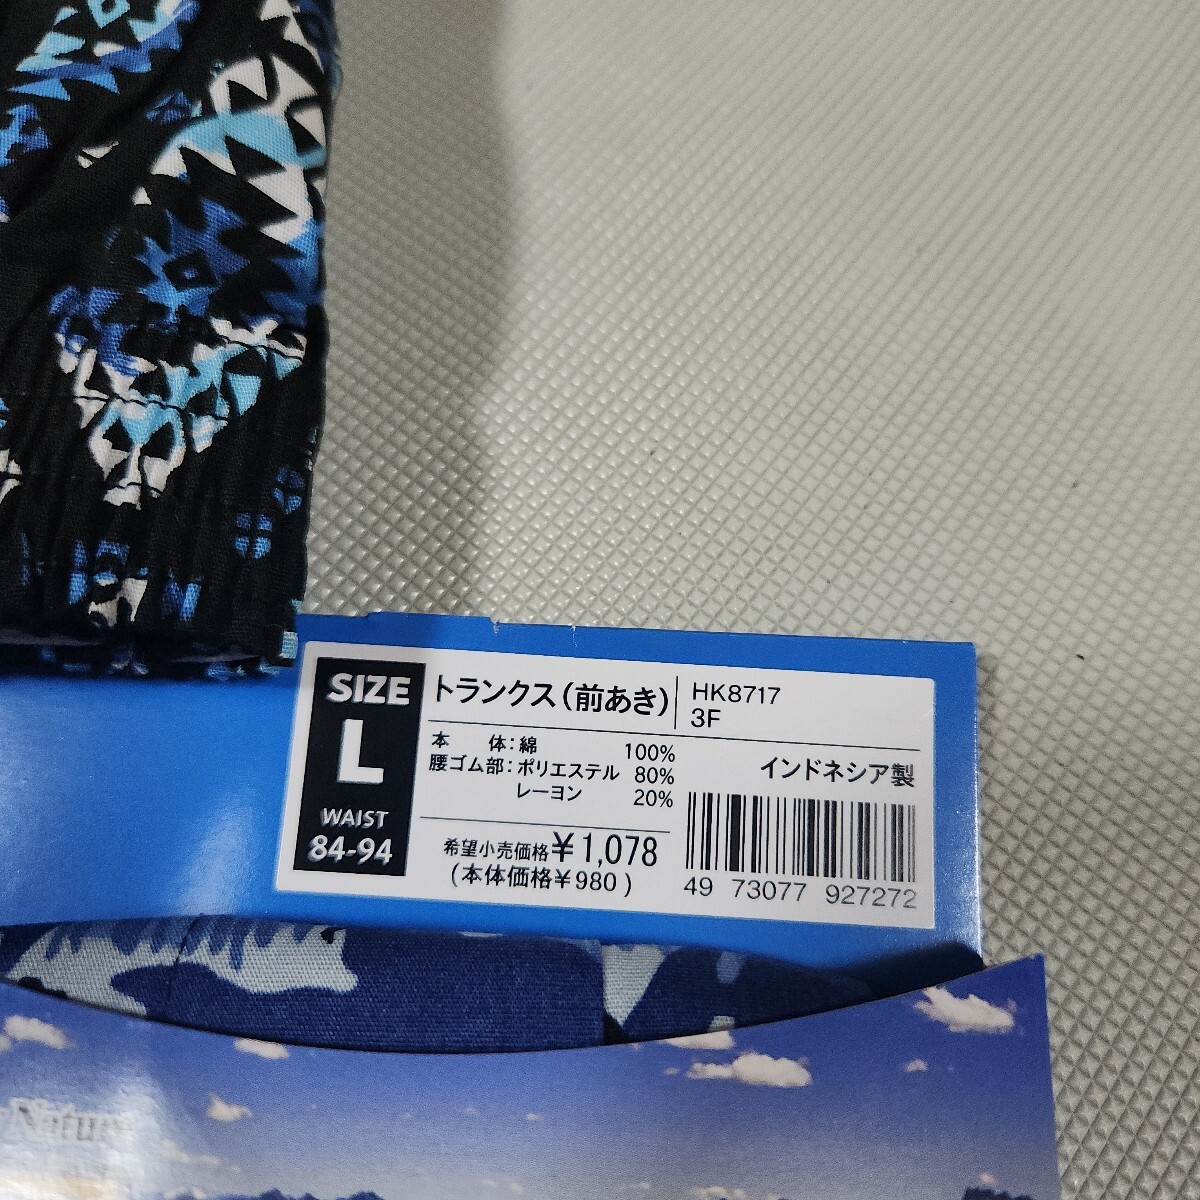 SIZE
L
WAIST
84-94
トランクス(前あき)
HK8717
3F
本 体:綿 100%
腰ゴム部:ポリエステル 80%
レーヨン 20%
インドネシア製
希望小売価格¥1,078
(本体価格¥980)
49 73077 927272
Nature